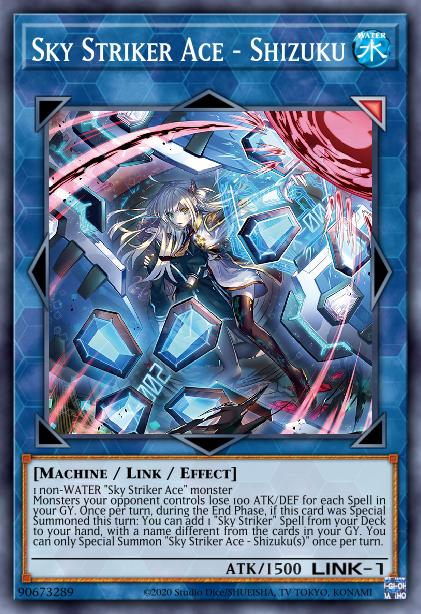 SKY STRIKER ACE - SHIZUKU
WATER
水
002
[MACHINE / LINK / EFFECT]
1 non-WATER "Sky Striker Ace" monster
Monsters your opponent controls lose 100 ATK/DEF for each Spell in
your GY. Once per turn, during the End Phase, if this card was Special
Summoned this turn: You can add 1 "Sky Striker" Spell from your Deck
to your hand, with a name different from the cards in your GY. You
can only Special Summon "Sky Striker Ace - Shizuku(s)" once per turn.
ATK/1500 LINK-1
90673289 ©2020 Studio Dice/SHUEISHA, TV TOKYO, KONAMI